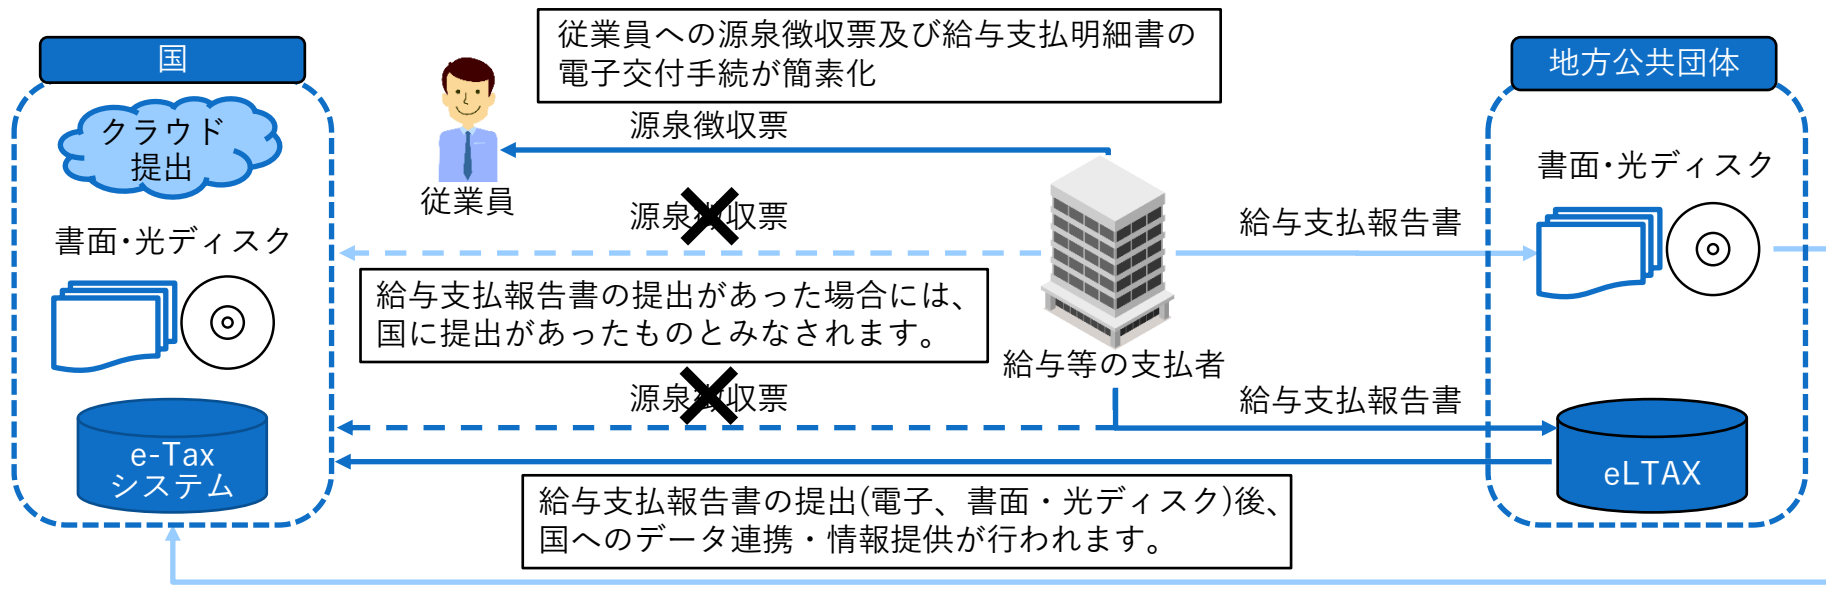 国
クラウド
提出
書面・光ディスク
e-Tax
システム
従業員への源泉徴収票及び給与支払明細書の
電子交付手続が簡素化
源泉徴収票
従業員
源泉徴収票
給与支払報告書の提出があった場合には、
国に提出があったものとみなされます。
源泉徴収票
給与等の支払者
給与支払報告書
給与支払報告書
給与支払報告書の提出(電子、書面・光ディスク)後、
国へのデータ連携・情報提供が行われます。
地方公共団体
書面・光ディスク
eLTAX